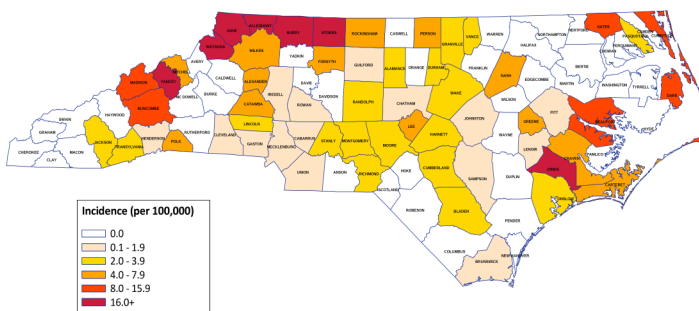 ASHE
ALLEGHANY
SURRY
STOKES
ROCKINGHAM
CASWELL
PERSON
GRANVILLE
VANCE
WARREN
NORTHAMPTON
HERTFORD
GATES
PASQUOTANK
HALIFAX
WATAUGA
WILKES
YADKIN
FORSYTH
GUILFORD
ALAMANCE
ORANGE
DURHAM
FRANKLIN
NASH
EDGECOMBE
BERTIE
MARTIN
WASHINGTON
TYRRELL
DARE
AVERY
MITCHELL
YANCEY
MADISON
CALDWELL
ALEXANDER
IREDELL
DAVIE
DAVIDSON
RANDOLPH
CHATHAM
WAKE
WILSON
PITT
BEAUFORT
HYDE
HAYWOOD
BUNCOMBE
MC DOWELL
BURKE
CATAWBA
ROWAN
LEE
JOHNSTON
GREENE
SWAIN
GRAHAM
CHEROKEE
CLAY
MACON
JACKSON
TRANSYLVANIA
HENDERSON
POLK
RUTHERFORD
CLEVELAND
LINCOLN
GASTON
MECKLENBURG
CABARRUS
STANLY
MONTGOMERY
MOORE
HARNETT
WAYNE
LENOIR
CRAVEN
PAMLICO
JONES
CARTERET
UNION
ANSON
RICHMOND
HOKE
SCOTLAND
CUMBERLAND
SAMPSON
DUPLIN
ONSLOW
ROBESON
BLADEN
PENDER
COLUMBUS
BRUNSWICK
NEW HANOVER
Incidence (per 100,000)
0.0
0.1 - 1.9
2.0 - 3.9
4.0 - 7.9
8.0 - 15.9
16.0+